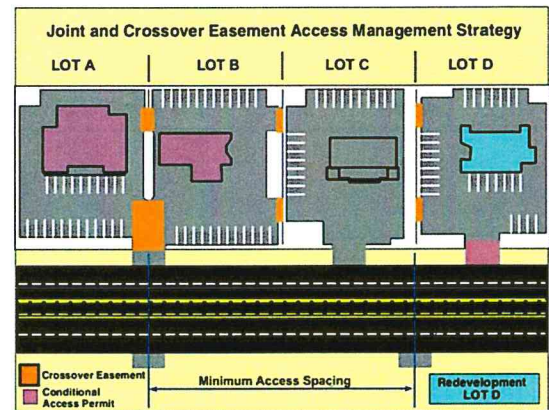 Joint and Crossover Easement Access Management Strategy
LOT A LOT B LOT C LOT D
Crossover Easement
Conditional
Access Permit
Minimum Access Spacing
Redevelopment
LOT D